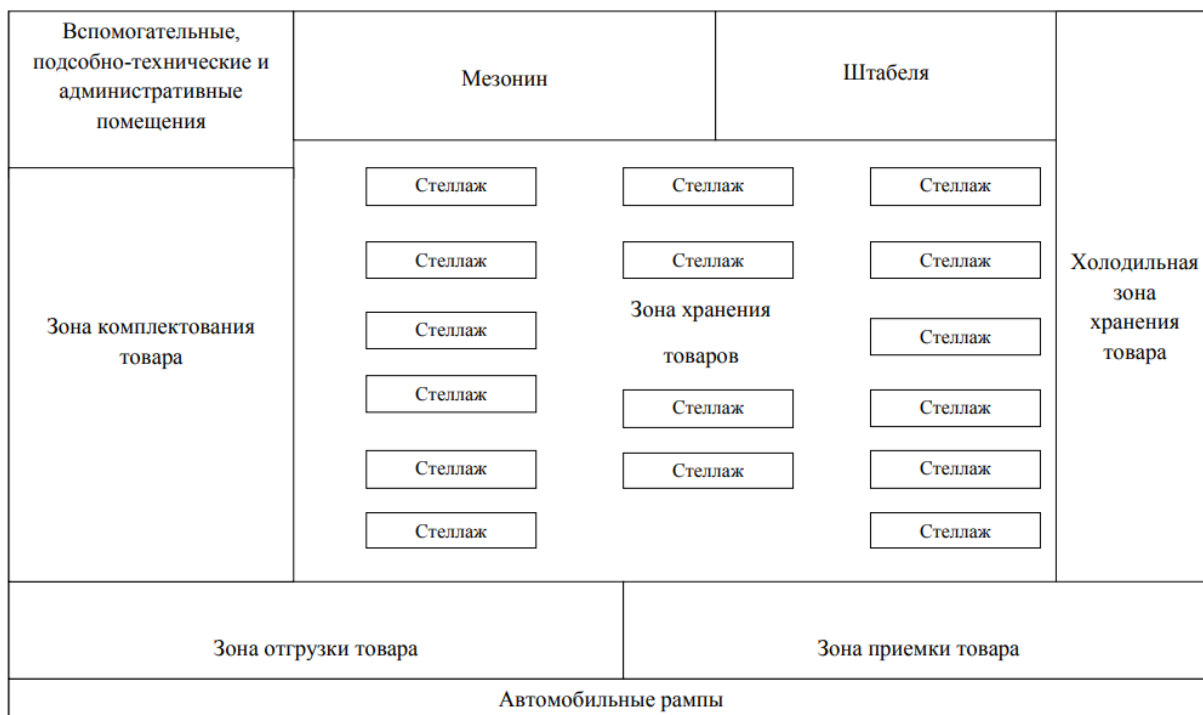 Вспомогательные,
подсобно-технические и
административные
помещения
Мезонин
Штабеля
Стеллаж
Стеллаж
Стеллаж
Стеллаж
Стеллаж
Стеллаж
Зона комплектования
товара
Зона хранения
товаров
Холодильная
зона
хранения
товара
Стеллаж
Стеллаж
Стеллаж
Стеллаж
Стеллаж
Стеллаж
Стеллаж
Стеллаж
Стеллаж
Стеллаж
Зона отгрузки товара
Зона приемки товара
Автомобильные рампы